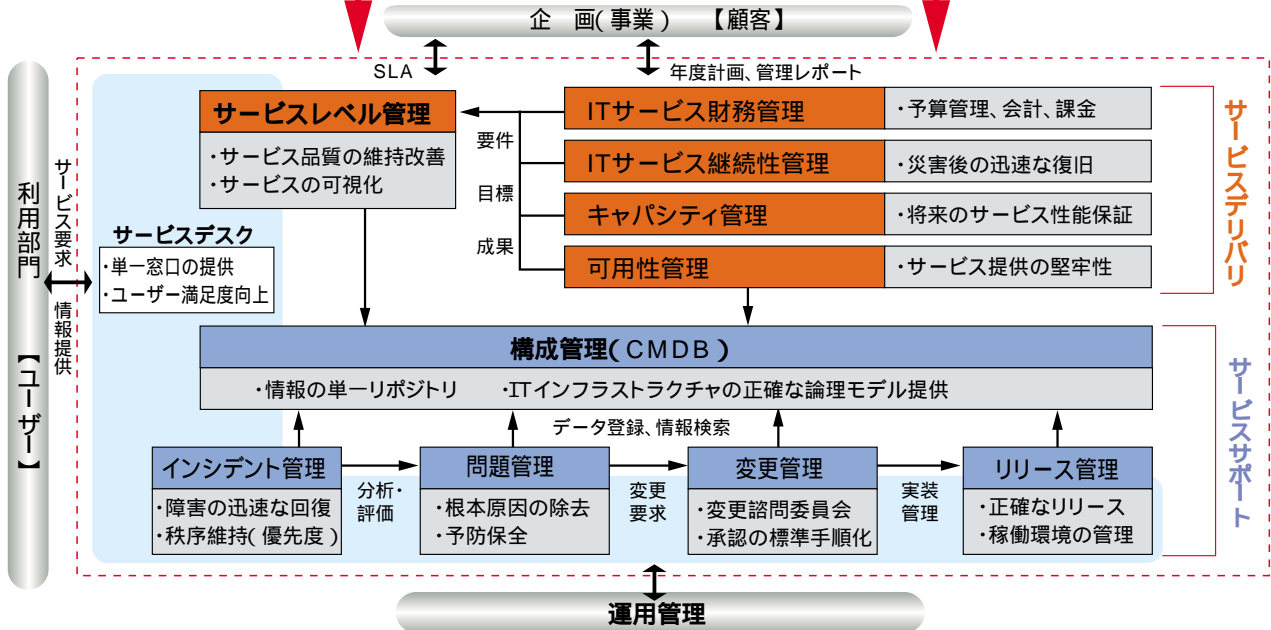 企 画(事業) 【顧客】
SLA
年度計画、管理レポート
サービスレベル管理
・サービス品質の維持改善
・サービスの可視化
要件
目標
成果
ITサービス財務管理
・予算管理、会計、課金
ITサービス継続性管理
・災害後の迅速な復旧
キャパシティ管理
・将来のサービス性能保証
可用性管理
・サービス提供の堅牢性
サービスデリバリ
利用部門 【ユーザー】
サービス要求
情報提供
サービスデスク
・単一窓口の提供
・ユーザー満足度向上
構成管理(CMDB)
・情報の単一リポジトリ ・ITインフラストラクチャの正確な論理モデル提供
データ登録、情報検索
インシデント管理
・障害の迅速な回復
・秩序維持(優先度)
分析・
評価
問題管理
・根本原因の除去
・予防保全
変更
要求
変更管理
・変更諮問委員会
・承認の標準手順化
実装
管理
リリース管理
・正確なリリース
・稼働環境の管理
サービスサポート
運用管理